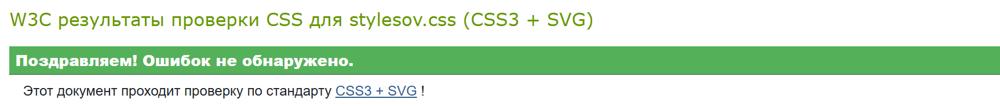 W3C результаты проверки CSS для stylesov.css (CSS3 + SVG)
Поздравляем! Ошибок не обнаружено.
Этот документ проходит проверку по стандарту CSS3 + SVG !